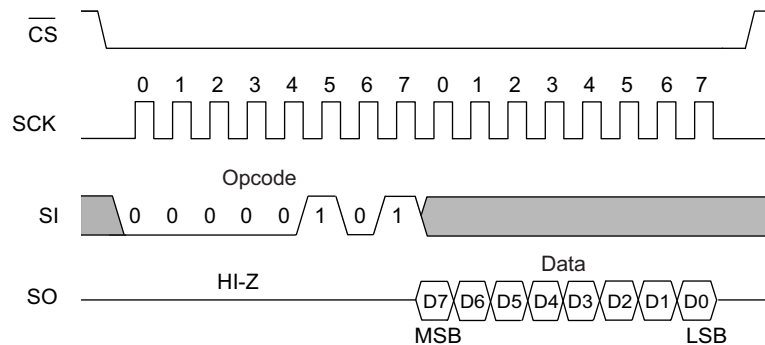 CS
0 1 2 3 4 5 6 7 0 1 2 3 4 5 6 7
SCK
Opcode
SI 0 0 0 0 0 1 0 1
Data
HI-Z
SO D7 D6 D5 D4 D3 D2 D1 D0
MSB LSB